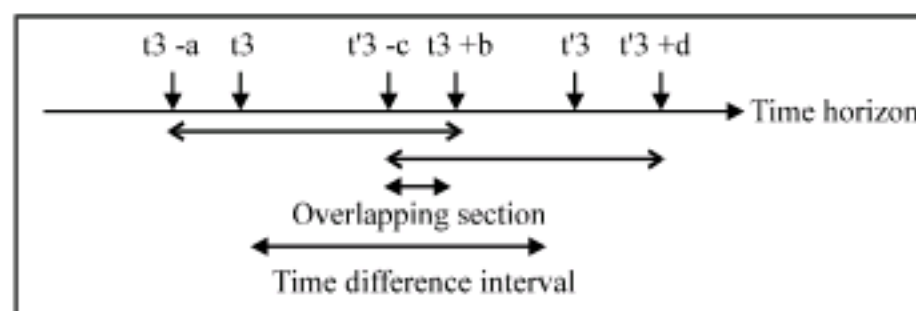 t3 -a t3 t'3 -c t3 +b t'3 t'3 +d
Time horizon
Overlapping section
Time difference interval